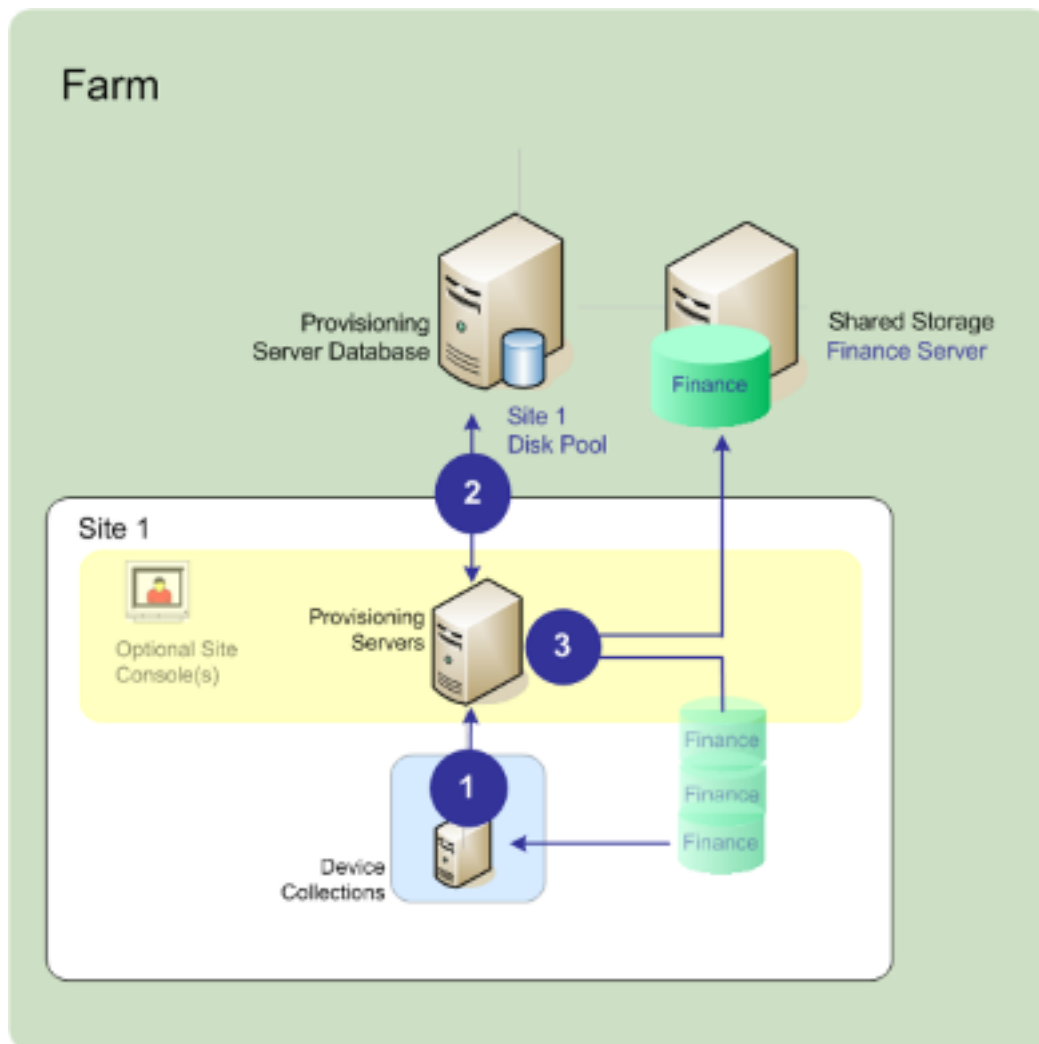 Farm
Provisioning
Server Database
Shared Storage
Finance Server
Finance
Site 1
Disk Pool
2
Site 1
Provisioning
Servers
3
Optional Site
Console(s)
Finance
Finance
Finance
1
Device
Collections